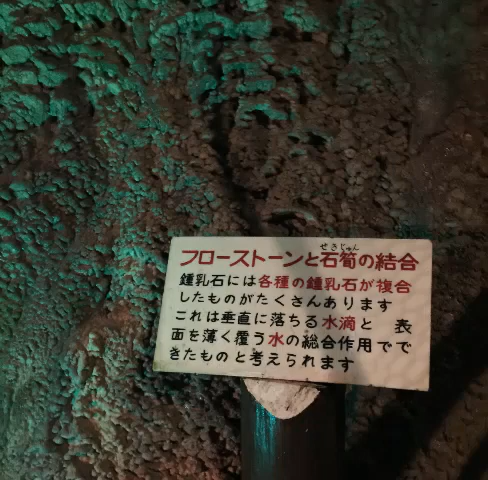 せきじゅん
フローストーンと石筍の結合
鍾乳石には各種の鍾乳石が複合
したものがたくさんあります
これは垂直に落ちる水滴と 表
面を薄く覆う水の総合作用でで
きたものと考えられます